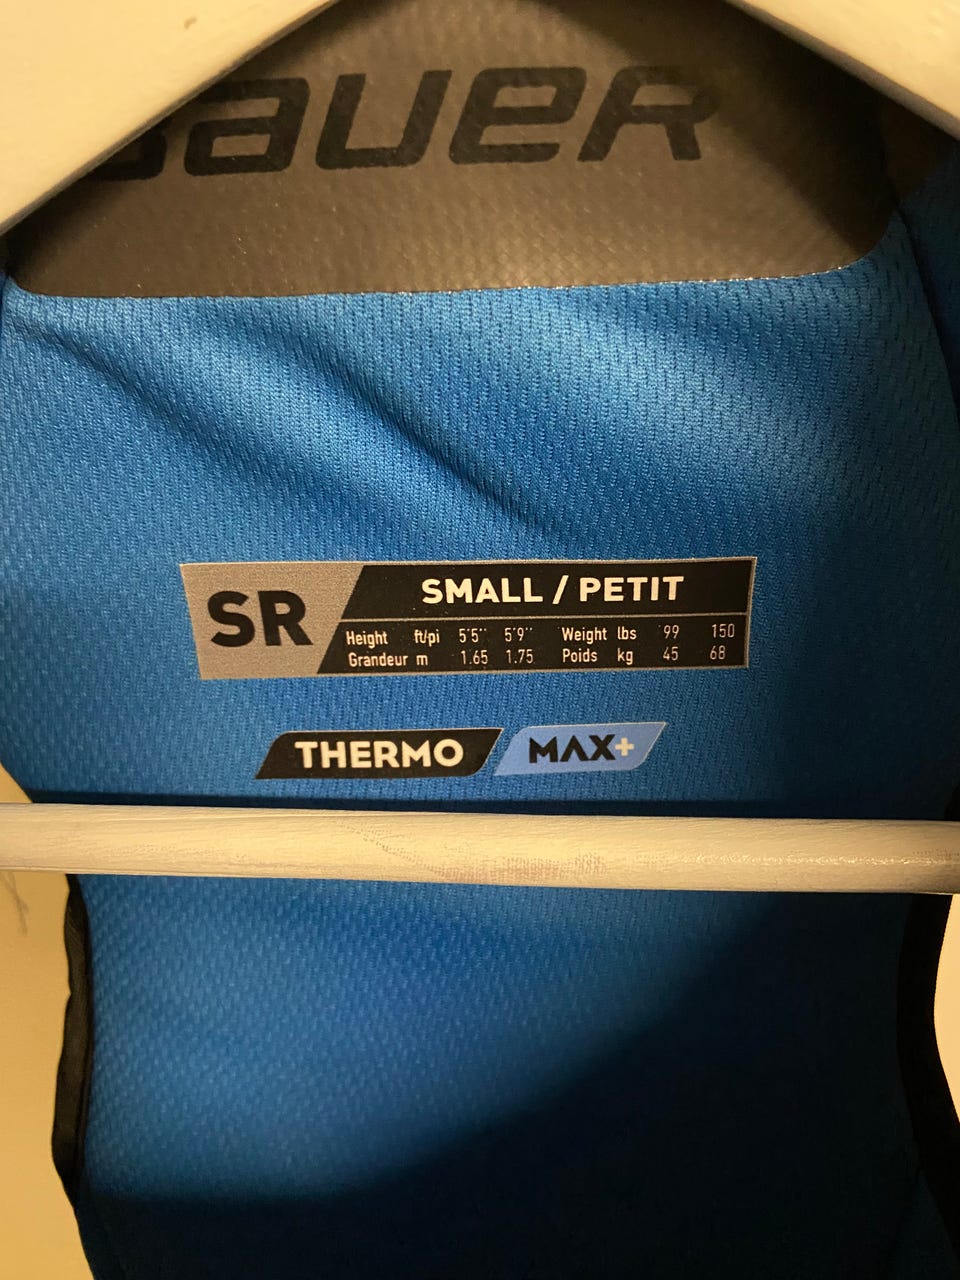 BAUER
SR
SMALL / PETIT
Height ft/pi 5'5'' 5'9'' Weight lbs 99 150
Grandeur m 1.65 1.75 Poids kg 45 68
THERMO MAX+